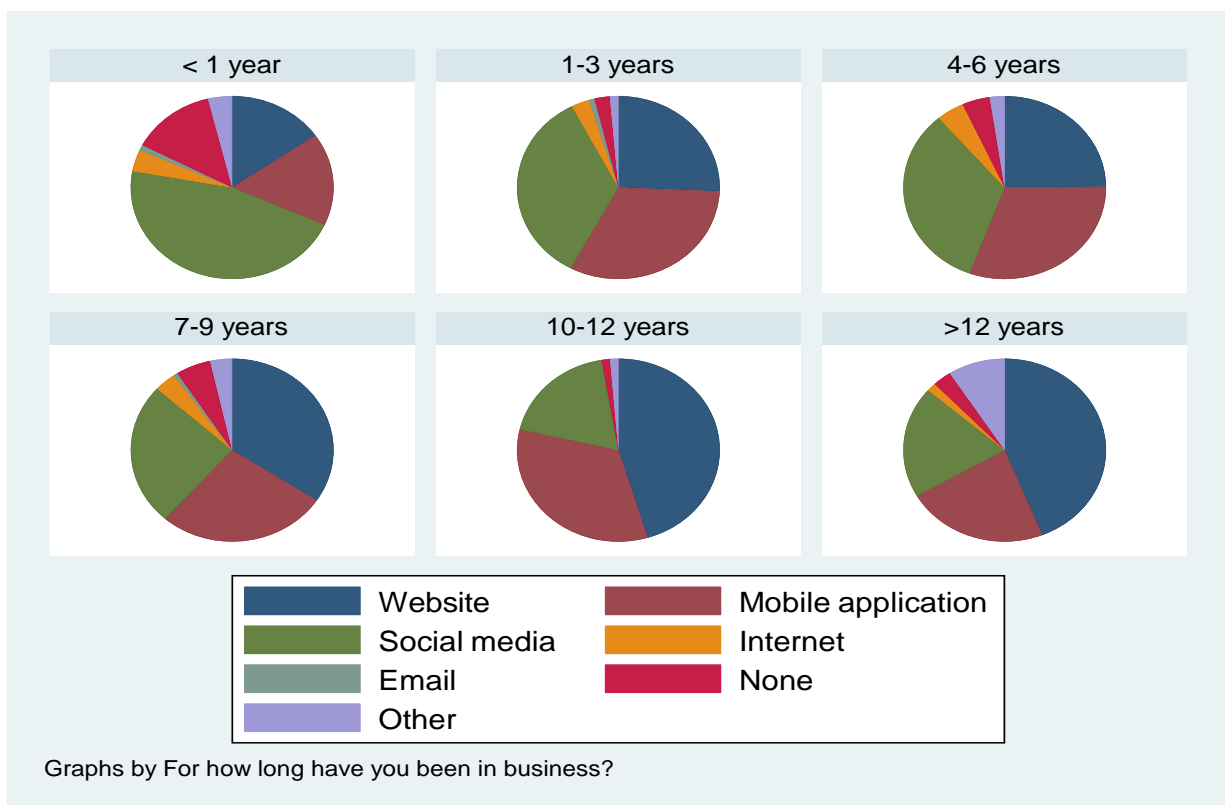 < 1 year
1-3 years
4-6 years
7-9 years
10-12 years
>12 years
Website
Mobile application
Social media
Internet
Email
None
Other
Graphs by For how long have you been in business?